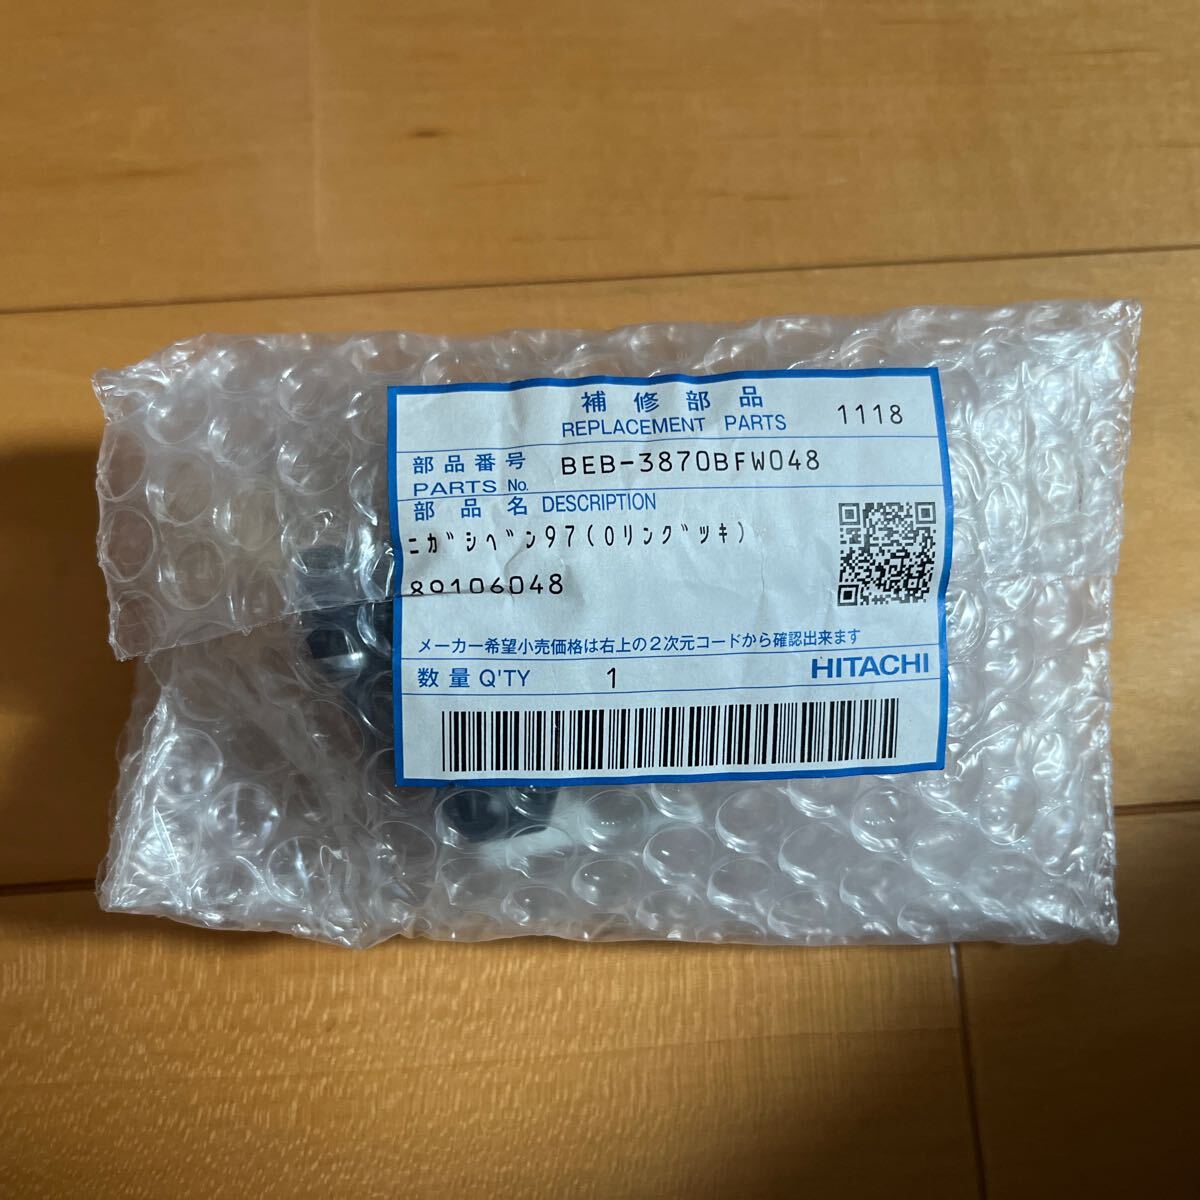 補修部品
REPLACEMENT PARTS 1118
部品番号 BEB-3870BFW048
PARTS No.
部品名 DESCRIPTION
ﾆｶﾞｼﾍﾞﾝ97(Oﾘﾝｸﾞﾂｷ)
89106048
メーカー希望小売価格は右上の2次元コードから確認出来ます
数量 Q'TY 1 HITACHI